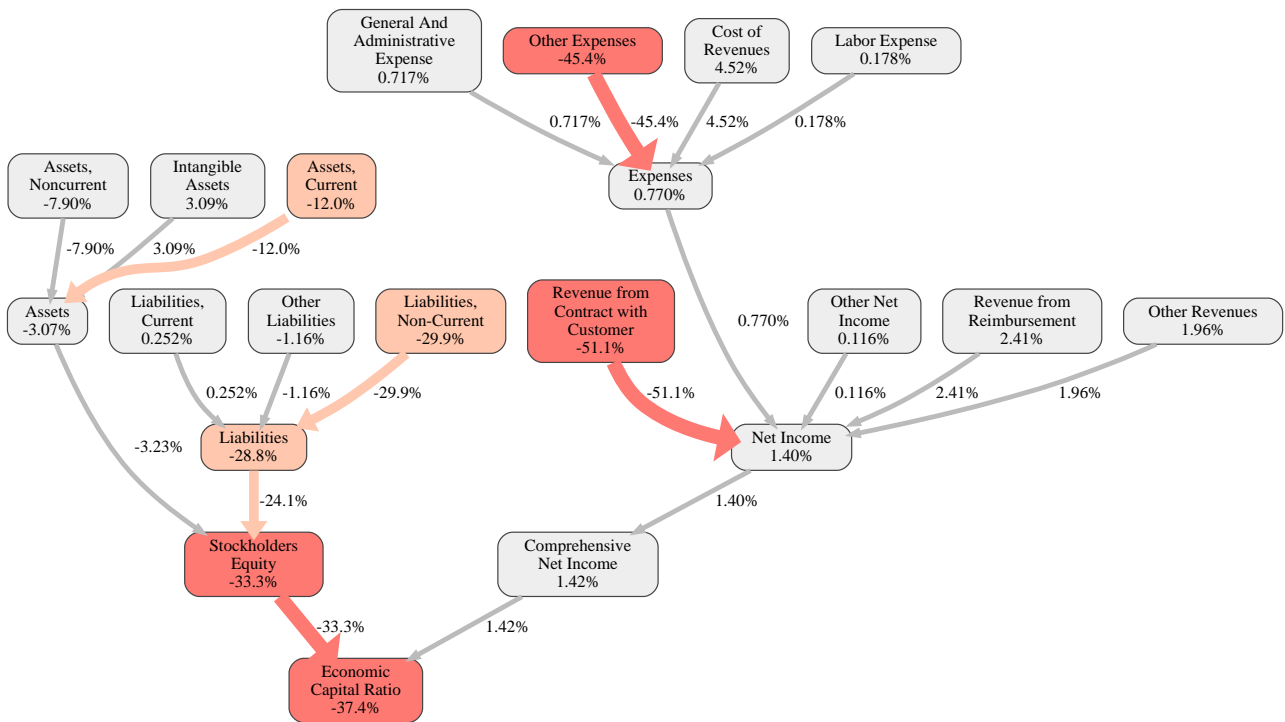 General And
Administrative
Expense
0.717%
Other Expenses
-45.4%
Cost of
Revenues
4.52%
Labor Expense
0.178%
0.717%
-45.4%
4.52%
0.178%
Assets,
Noncurrent
-7.90%
Intangible
Assets
3.09%
Assets,
Current
-12.0%
Expenses
0.770%
-7.90%
3.09%
-12.0%
Assets
-3.07%
Liabilities,
Current
0.252%
Other
Liabilities
-1.16%
Liabilities,
Non-Current
-29.9%
Revenue from
Contract with
Customer
-51.1%
0.770%
Other Net
Income
0.116%
Revenue from
Reimbursement
2.41%
Other Revenues
1.96%
0.252%
-1.16%
-29.9%
-51.1%
0.116%
2.41%
1.96%
-3.23%
Liabilities
-28.8%
Net Income
1.40%
-24.1%
1.40%
Stockholders
Equity
-33.3%
Comprehensive
Net Income
1.42%
-33.3%
1.42%
Economic
Capital Ratio
-37.4%